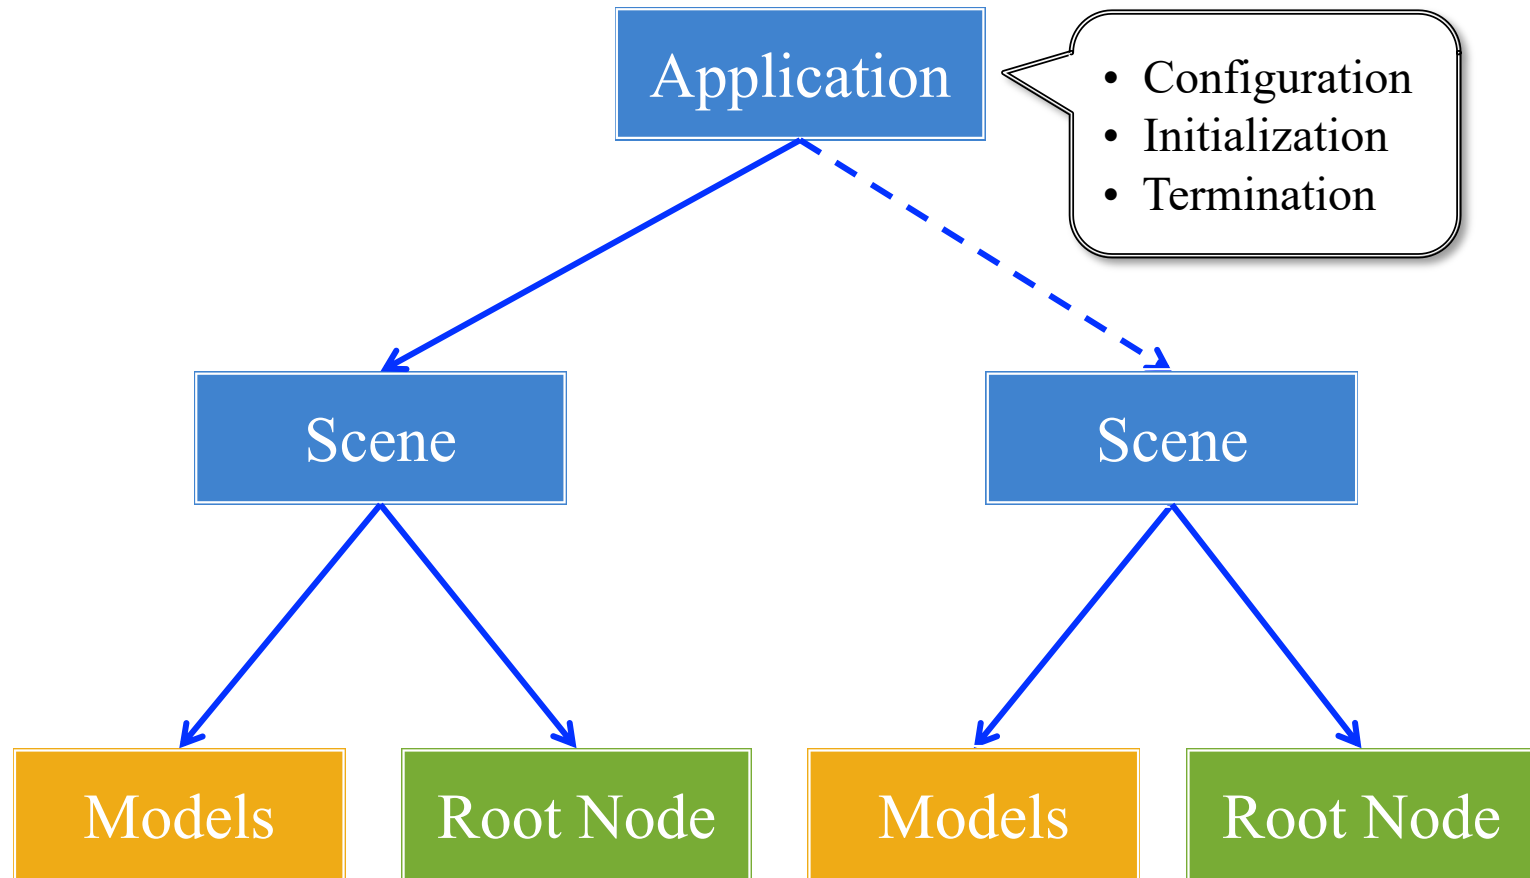 Application
• Configuration
• Initialization
• Termination
Scene
Scene
Models
Root Node
Models
Root Node